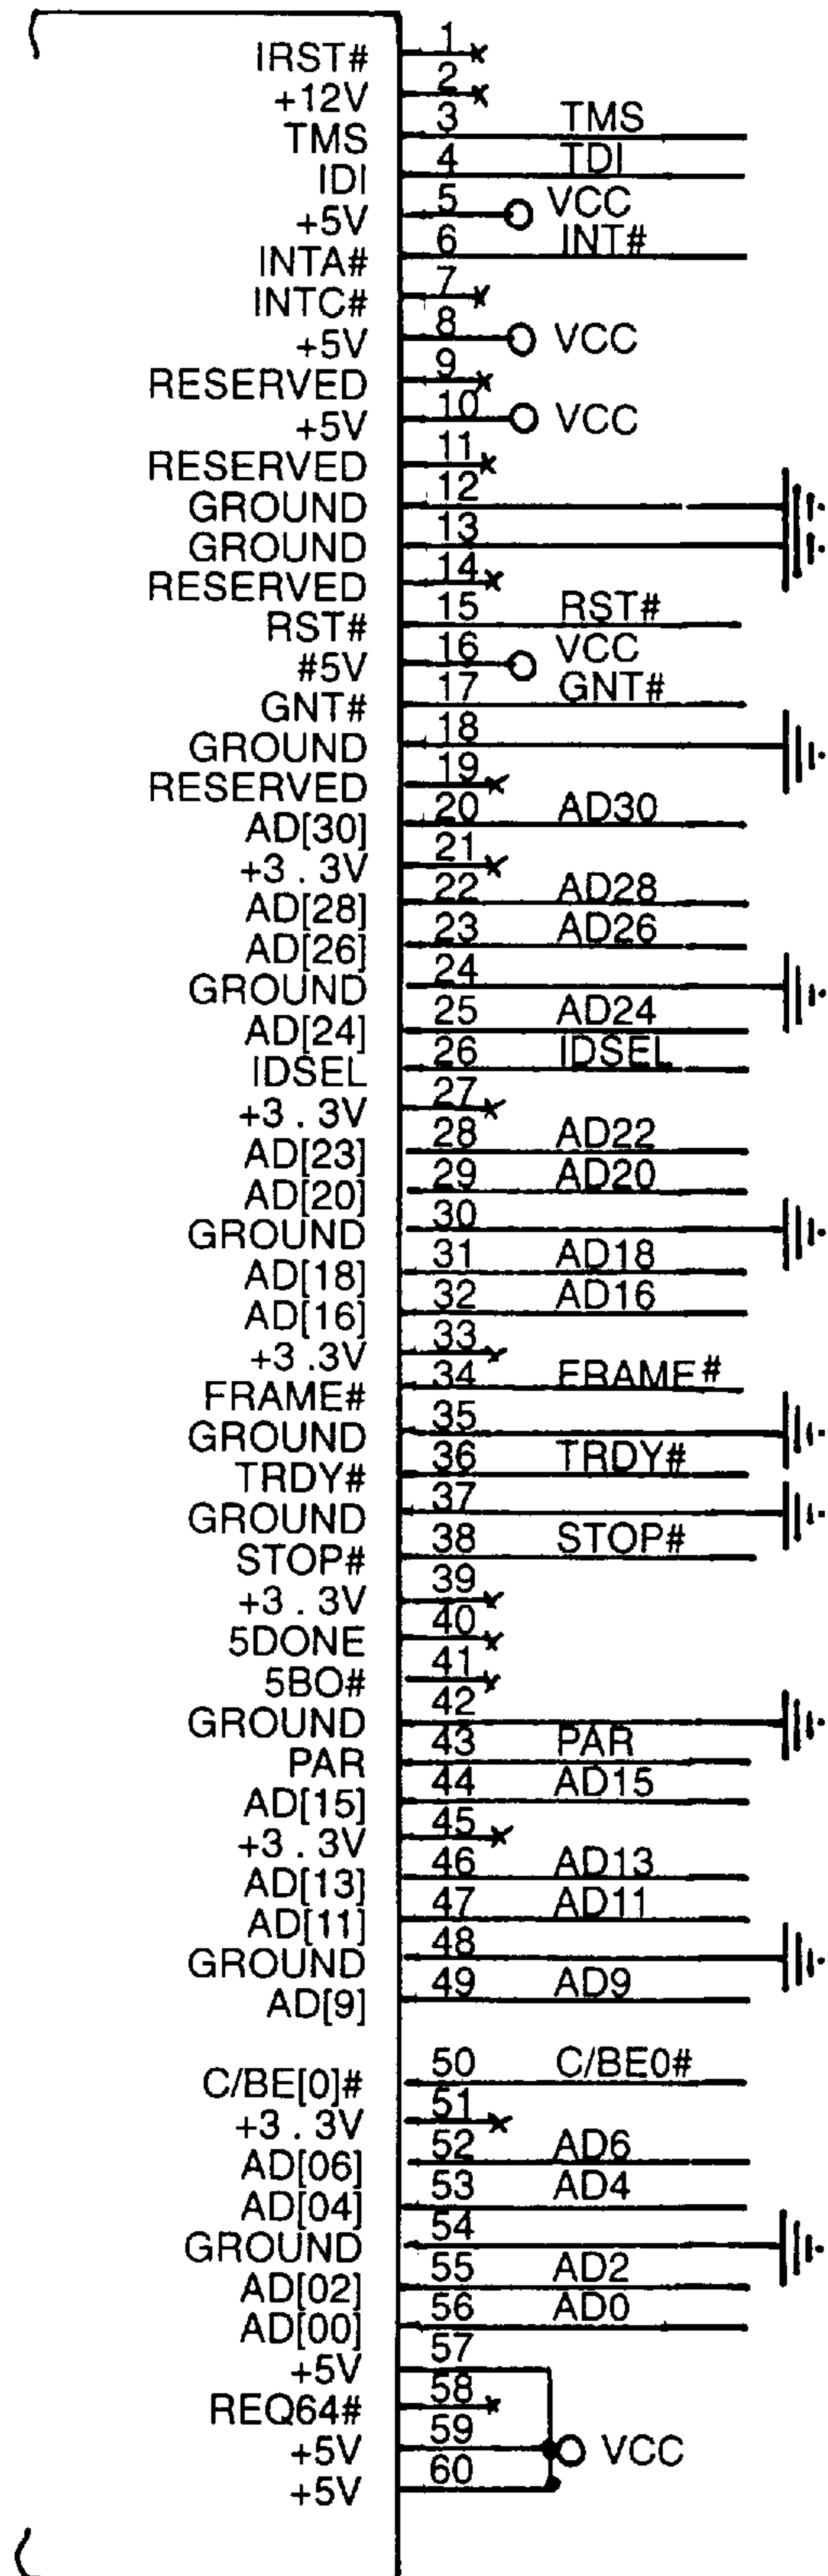 IRST# 1
+12V 2
TMS 3 TMS
IDI 4 TDI
+5V 5 VCC
INTA# 6 INT#
INTC# 7
+5V 8 VCC
RESERVED 9
+5V 10 VCC
RESERVED 11
GROUND 12
GROUND 13
RESERVED 14
RST# 15 RST#
#5V 16 VCC
GNT# 17 GNT#
GROUND 18
RESERVED 19
AD[30] 20 AD30
+3.3V 21
AD[28] 22 AD28
AD[26] 23 AD26
GROUND 24
AD[24] 25 AD24
IDSEL 26 IDSEL
+3.3V 27
AD[23] 28 AD22
AD[20] 29 AD20
GROUND 30
AD[18] 31 AD18
AD[16] 32 AD16
+3.3V 33
FRAME# 34 FRAME#
GROUND 35
TRDY# 36 TRDY#
GROUND 37
STOP# 38 STOP#
+3.3V 39
5DONE 40
5BO# 41
GROUND 42
PAR 43 PAR
AD[15] 44 AD15
+3.3V 45
AD[13] 46 AD13
AD[11] 47 AD11
GROUND 48
AD[9] 49 AD9
C/BE[0]# 50 C/BE0#
+3.3V 51
AD[06] 52 AD6
AD[04] 53 AD4
GROUND 54
AD[02] 55 AD2
AD[00] 56 AD0
+5V 57
REQ64# 58
+5V 59 VCC
+5V 60